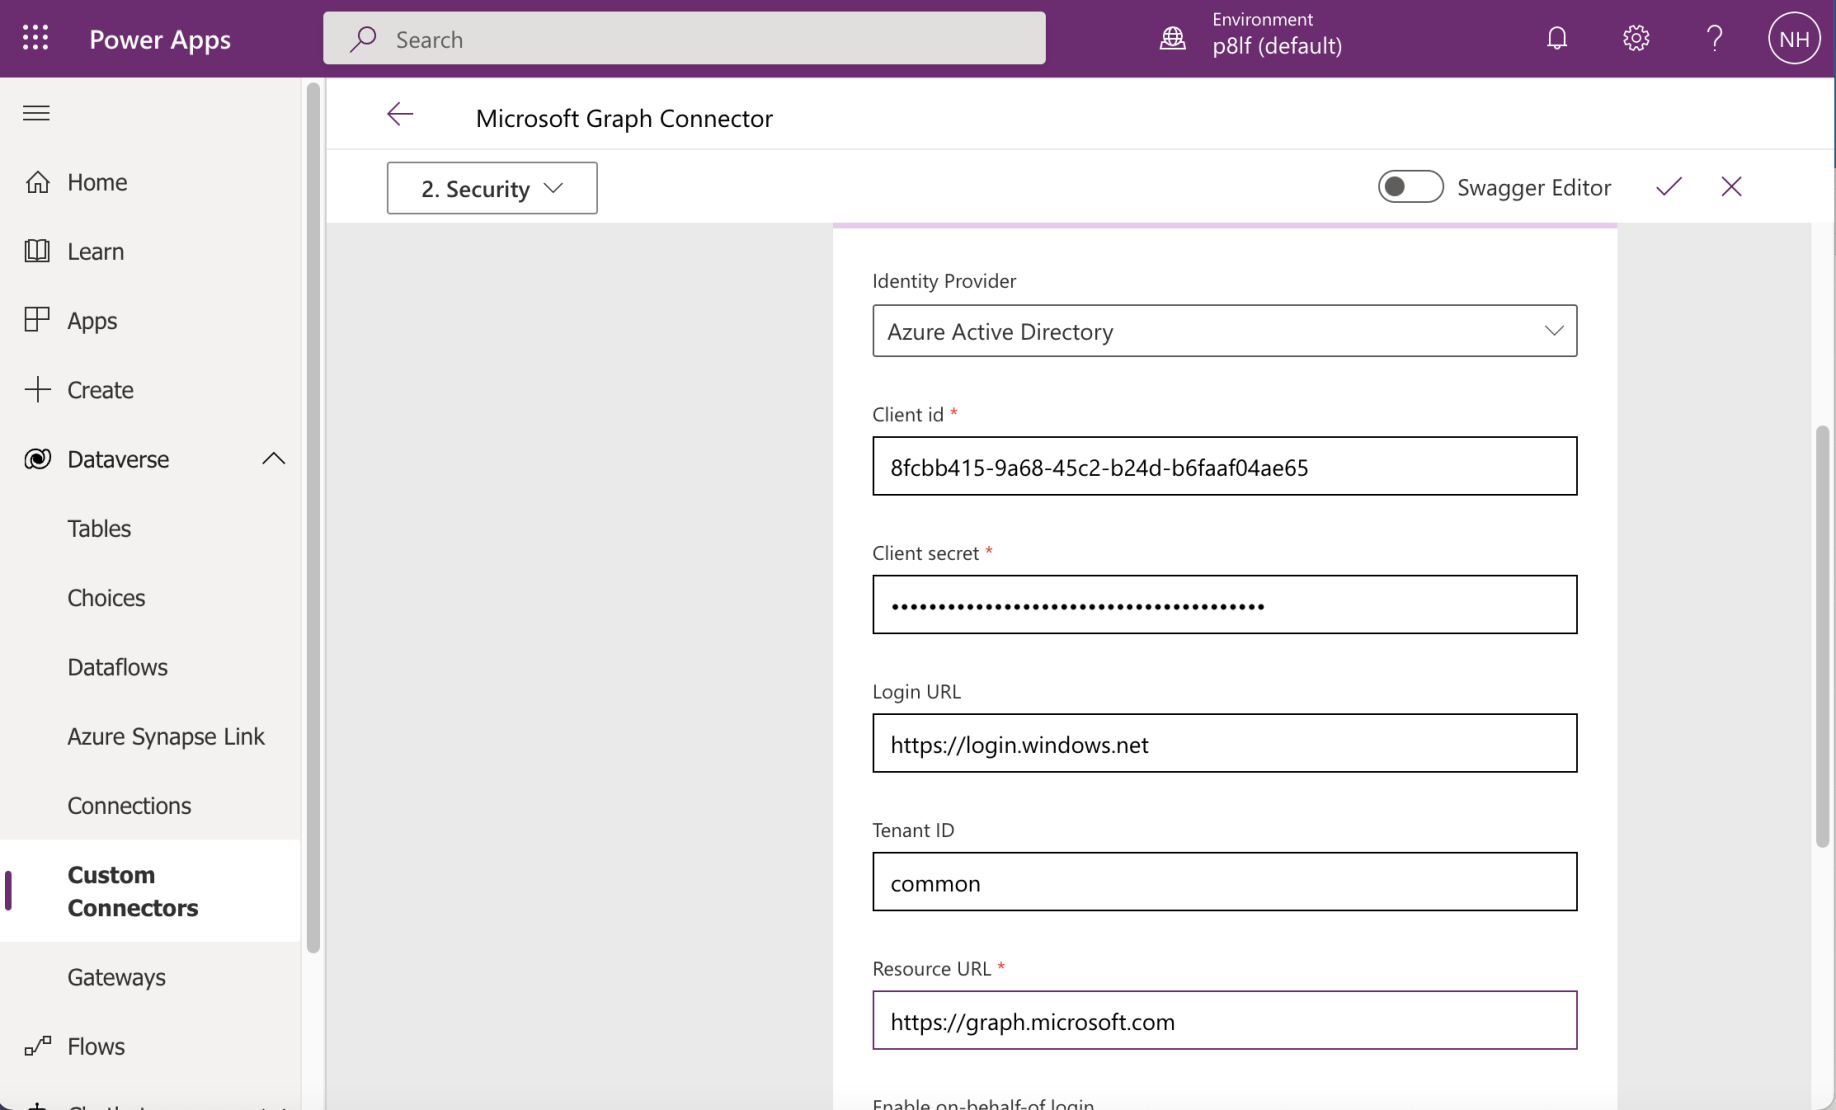 Power Apps
Search
Environment
p8lf (default)
NH
Microsoft Graph Connector
2. Security
Swagger Editor
Home
Learn
Apps
Create
Dataverse
Tables
Choices
Dataflows
Azure Synapse Link
Connections
Custom
Connectors
Gateways
Flows
Identity Provider
Azure Active Directory
Client id *
8fcbb415-9a68-45c2-b24d-b6faaf04ae65
Client secret *
••••••••••••••••••••••••••••••••••••••••
Login URL
https://login.windows.net
Tenant ID
common
Resource URL *
https://graph.microsoft.com
Enable on-behalf-of login